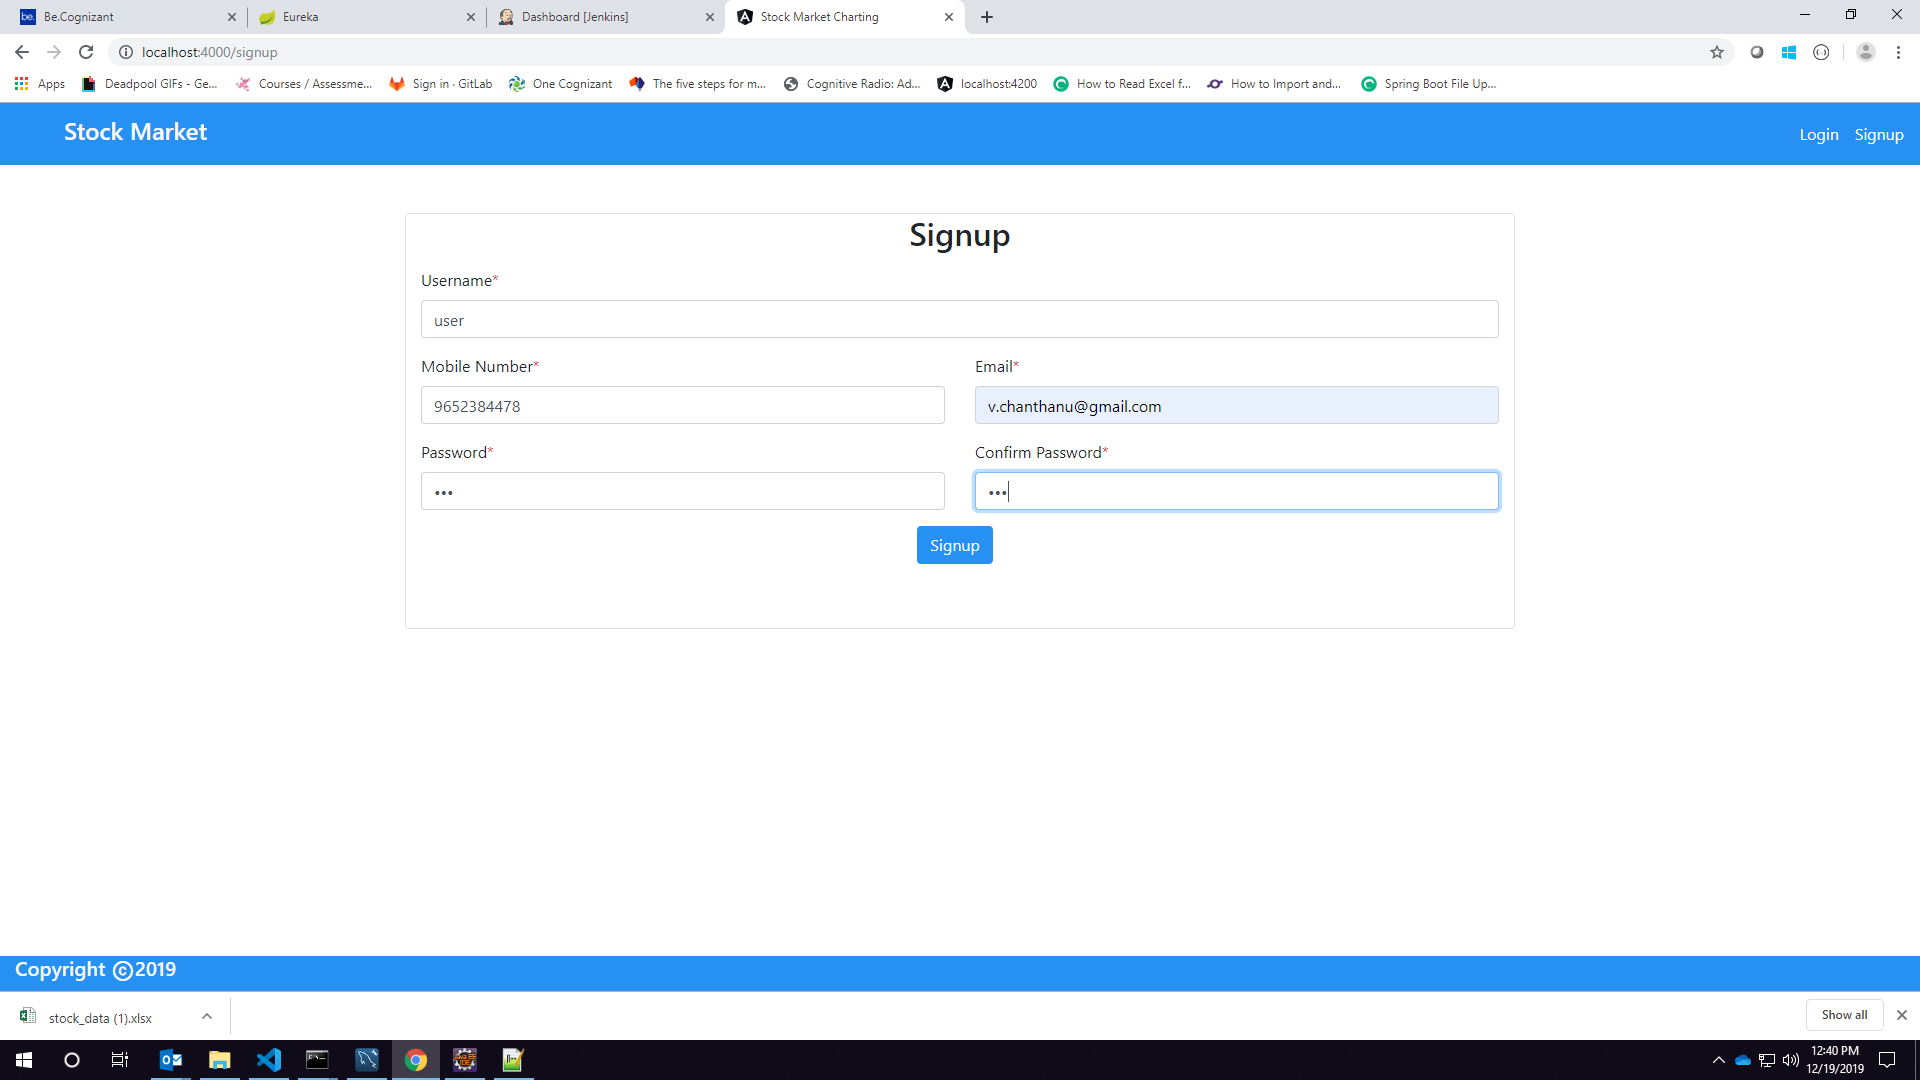 be. Be.Cognizant
Eureka
Dashboard [Jenkins]
Stock Market Charting
localhost:4000/signup
Apps
Deadpool GIFs - Ge...
Courses / Assessme...
Sign in · GitLab
One Cognizant
The five steps for m...
Cognitive Radio: Ad...
localhost:4200
How to Read Excel f...
How to Import and...
Spring Boot File Up...
Stock Market
Login
Signup
Signup
Username*
user
Mobile Number*
Email*
9652384478
v.chanthanu@gmail.com
Password*
Confirm Password*
•••
•••
Signup
Copyright ©2019
stock_data (1).xlsx
Show all
12:40 PM
12/19/2019